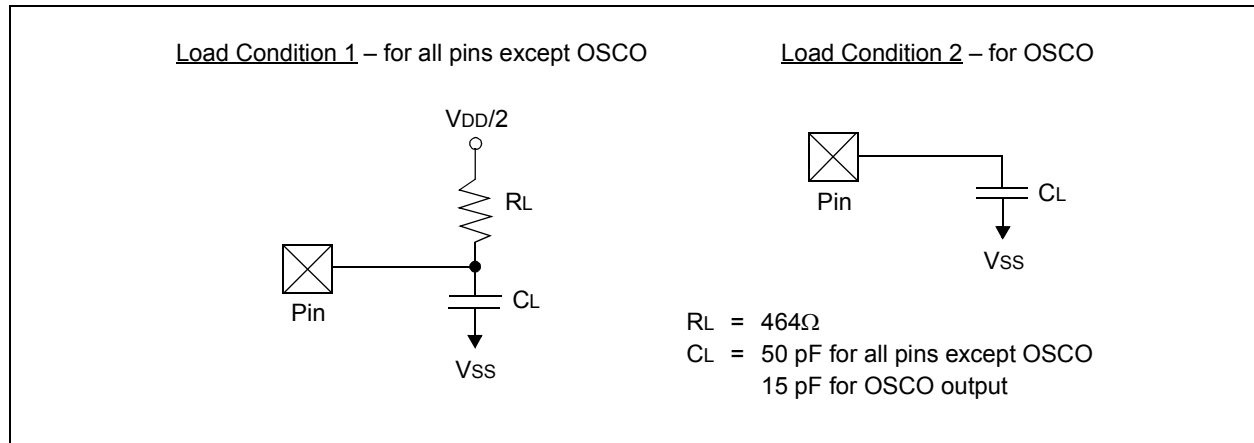 Load Condition 1 – for all pins except OSCO
VDD/2
RL
Pin
CL
VSS
Load Condition 2 – for OSCO
Pin
CL
VSS
RL = 464Ω
CL = 50 pF for all pins except OSCO
15 pF for OSCO output